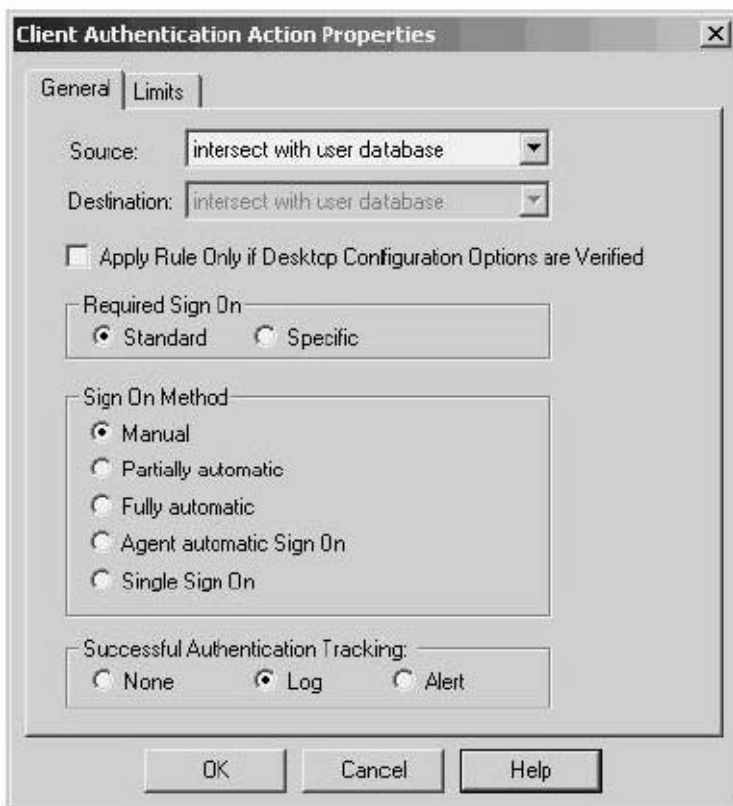 Client Authentication Action Properties
General Limits
Source: intersect with user database
Destination: intersect with user database
Apply Rule Only if Desktop Configuration Options are Verified
Required Sign On
Standard Specific
Sign On Method
Manual
Partially automatic
Fully automatic
Agent automatic Sign On
Single Sign On
Successful Authentication Tracking:
None Log Alert
OK Cancel Help